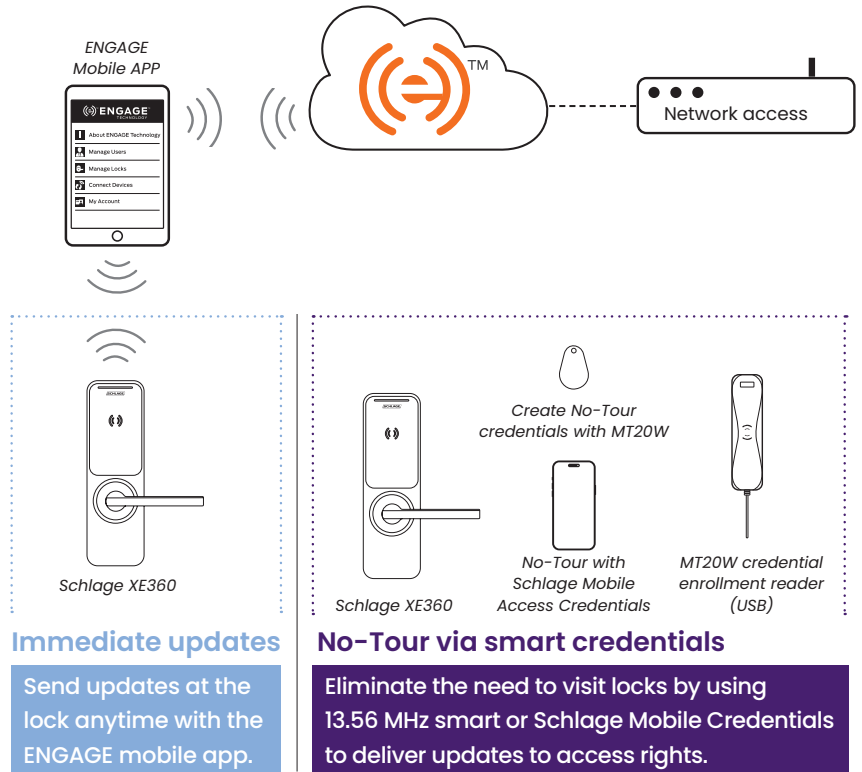 ENGAGE
Mobile APP
ENGAGE
TECHNOLOGY
About ENGAGE Technology
Manage Users
Manage Locks
Connect Devices
My Account
e
TM
Network access
SCHLAGE
Schlage XE360
Immediate updates
Send updates at the
lock anytime with the
ENGAGE mobile app.
SCHLAGE
Schlage XE360
Create No-Tour
credentials with MT20W
No-Tour with
Schlage Mobile
Access Credentials
MT20W credential
enrollment reader
(USB)
No-Tour via smart credentials
Eliminate the need to visit locks by using
13.56 MHz smart or Schlage Mobile Credentials
to deliver updates to access rights.